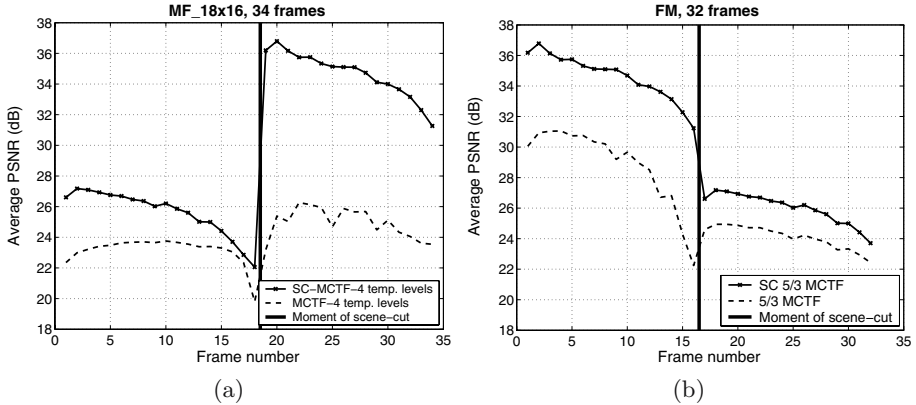 MF_18x16, 34 frames
38
36
34
32
30
28
26
24
22
20
18
Average PSNR (dB)
0 5 10 15 20 25 30 35
Frame number
SC−MCTF−4 temp. levels
MCTF−4 temp. levels
Moment of scene−cut
(a)
FM, 32 frames
38
36
34
32
30
28
26
24
22
20
18
Average PSNR (dB)
0 5 10 15 20 25 30 35
Frame number
SC 5/3 MCTF
5/3 MCTF
Moment of scene−cut
(b)